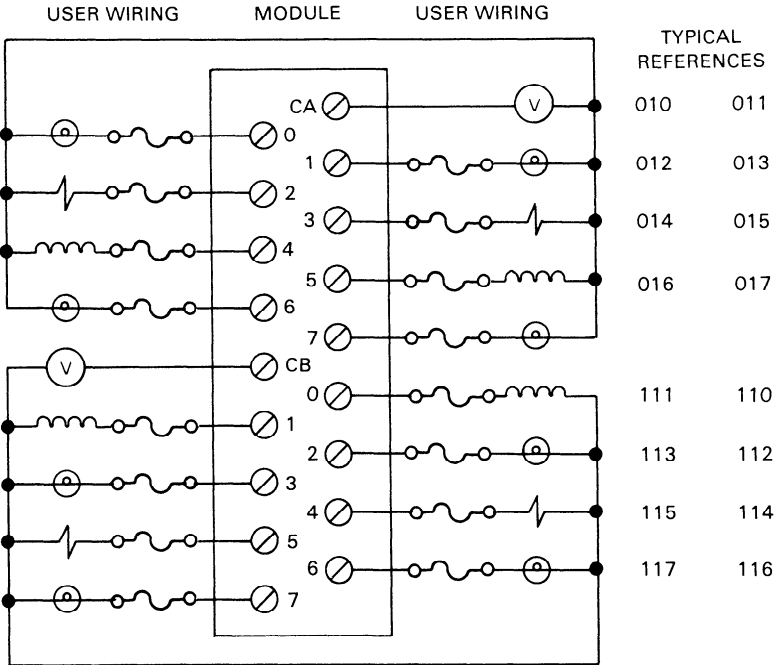 USER WIRING MODULE USER WIRING
TYPICAL
REFERENCES
CA V 010 011
0
1 012 013
2
3 014 015
4
5 016 017
6
7
V CB
0 111 110
1
2 113 112
3
4 115 114
5
6 117 116
7